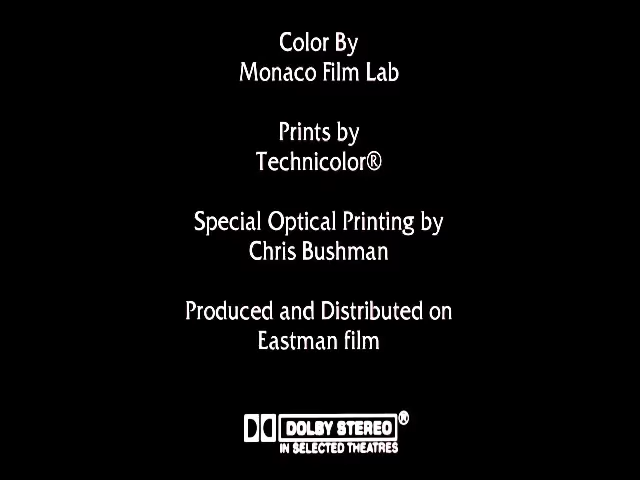 Color By
Monaco Film Lab
Prints by
Technicolor®
Special Optical Printing by
Chris Bushman
Produced and Distributed on
Eastman film
DOLBY STEREO®
IN SELECTED THEATRES